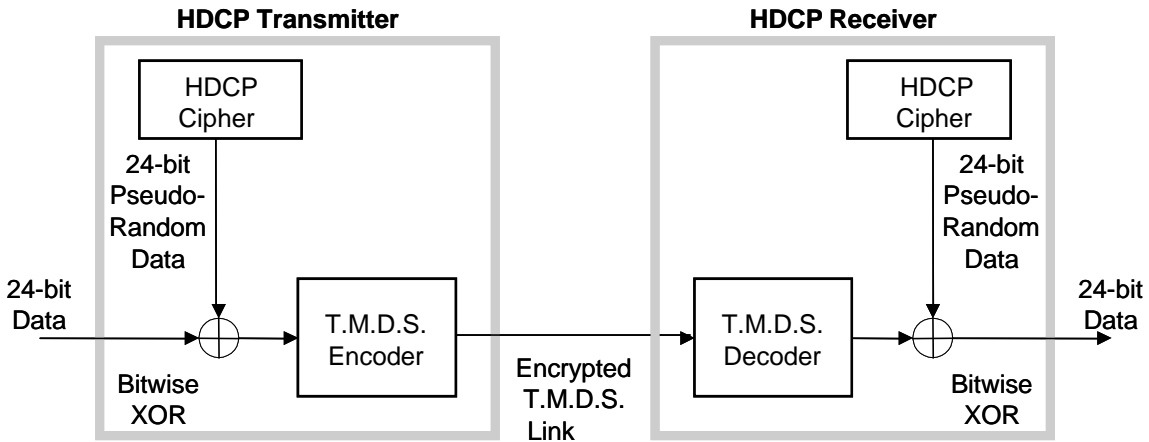 HDCP Transmitter
HDCP Receiver
HDCP
Cipher
HDCP
Cipher
24-bit
Pseudo-
Random
Data
24-bit
Pseudo-
Random
Data
24-bit
Data
T.M.D.S.
Encoder
T.M.D.S.
Decoder
24-bit
Data
Bitwise
XOR
Encrypted
T.M.D.S.
Link
Bitwise
XOR